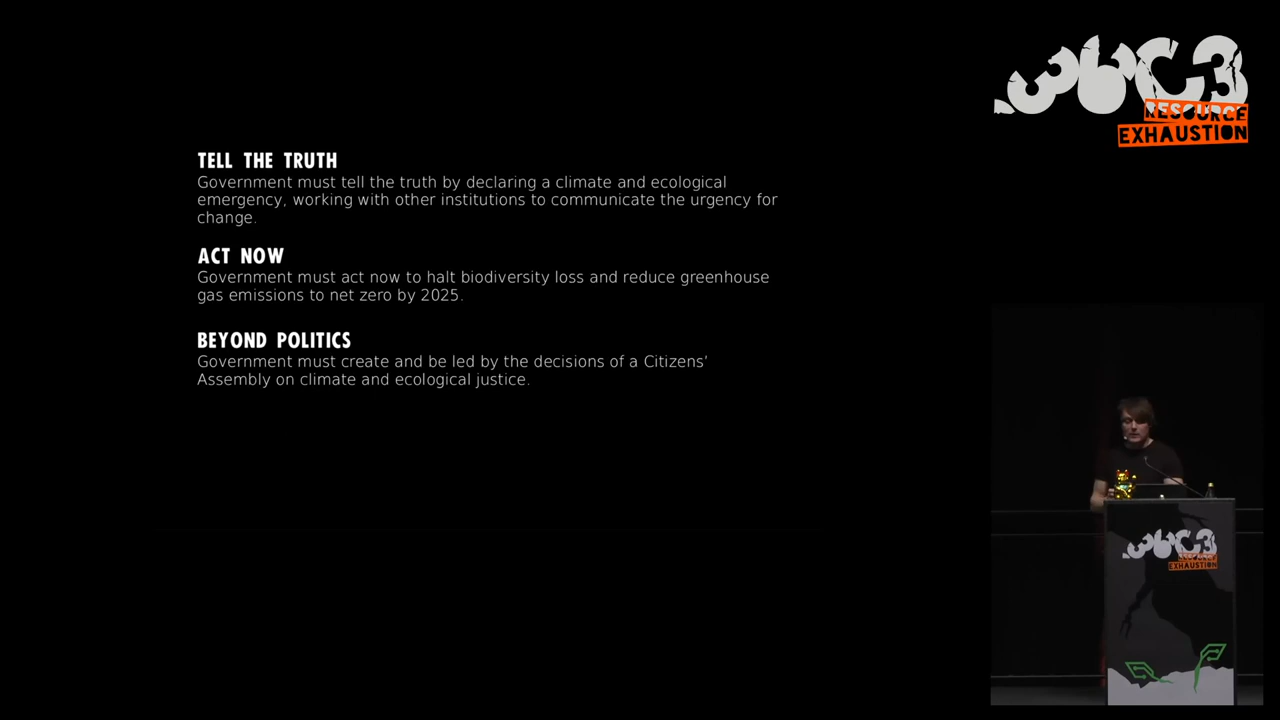 TELL THE TRUTH
Government must tell the truth by declaring a climate and ecological
emergency, working with other institutions to communicate the urgency for
change.
ACT NOW
Government must act now to halt biodiversity loss and reduce greenhouse
gas emissions to net zero by 2025.
BEYOND POLITICS
Government must create and be led by the decisions of a Citizens'
Assembly on climate and ecological justice.
36C3
RESOURCE
EXHAUSTION
36C3
RESOURCE
EXHAUSTION